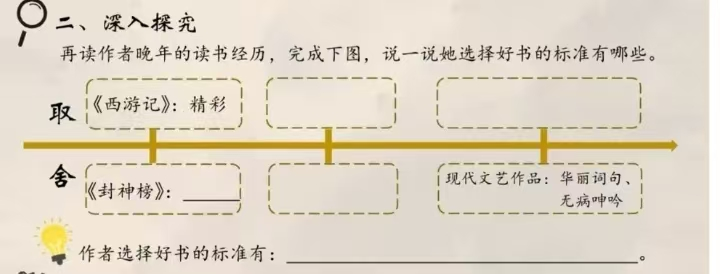 二、深入探究
再读作者晚年的读书经历，完成下图，说一说她选择好书的标准有哪些。
取
《西游记》：精彩
舍
《封神榜》：______
现代文艺作品：华丽词句、
无病呻吟
作者选择好书的标准有：______________________________。